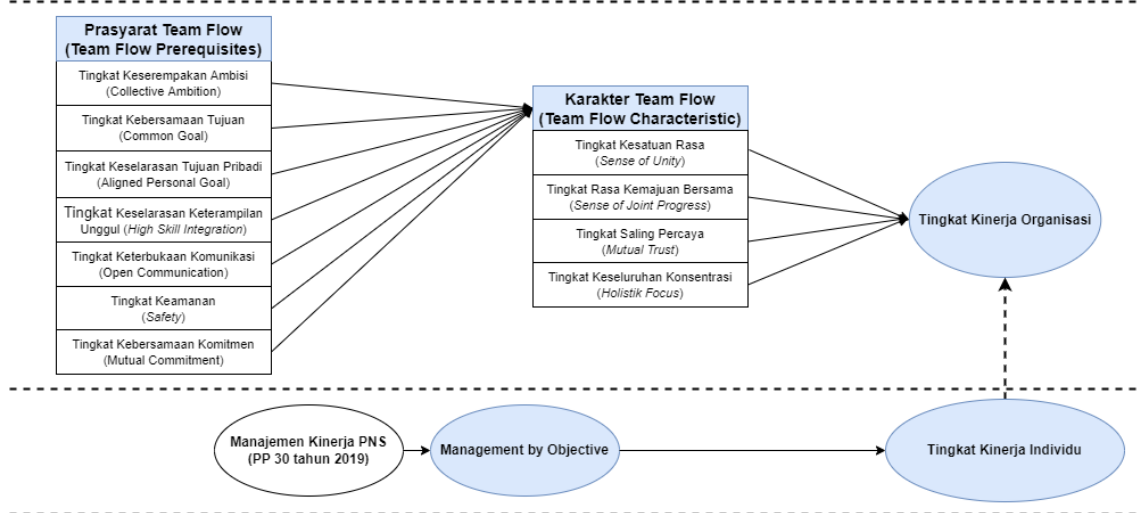 Prasyarat Team Flow
(Team Flow Prerequisites)
Tingkat Keserempakan Ambisi
(Collective Ambition)
Tingkat Kebersamaan Tujuan
(Common Goal)
Tingkat Keselarasan Tujuan Pribadi
(Aligned Personal Goal)
Tingkat Keselarasan Keterampilan
Unggul (High Skill Integration)
Tingkat Keterbukaan Komunikasi
(Open Communication)
Tingkat Keamanan
(Safety)
Tingkat Kebersamaan Komitmen
(Mutual Commitment)
Karakter Team Flow
(Team Flow Characteristic)
Tingkat Kesatuan Rasa
(Sense of Unity)
Tingkat Rasa Kemajuan Bersama
(Sense of Joint Progress)
Tingkat Saling Percaya
(Mutual Trust)
Tingkat Keseluruhan Konsentrasi
(Holistik Focus)
Tingkat Kinerja Organisasi
Manajemen Kinerja PNS
(PP 30 tahun 2019)
Management by Objective
Tingkat Kinerja Individu